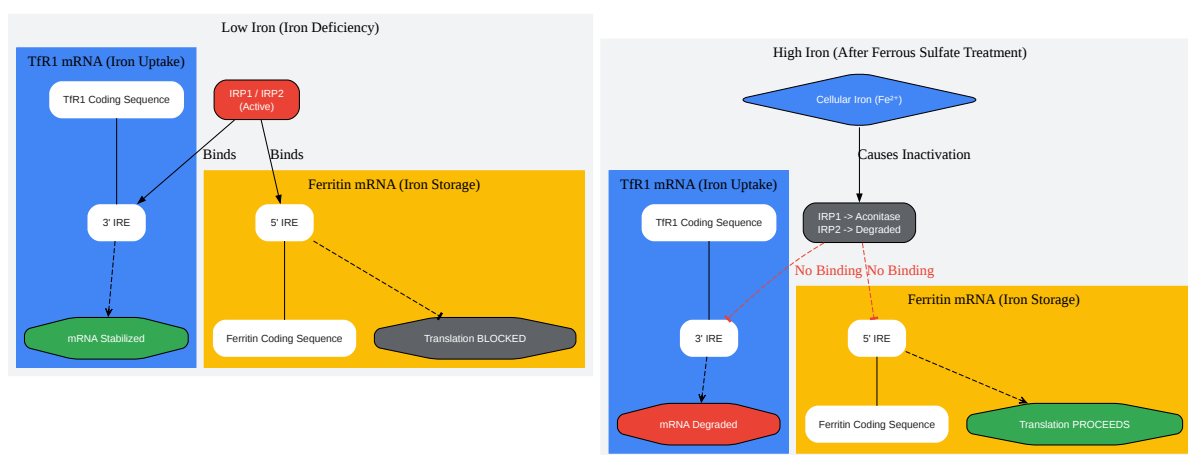 Low Iron (Iron Deficiency)
TfR1 mRNA (Iron Uptake)
TfR1 Coding Sequence
IRP1 / IRP2
(Active)
Binds
Binds
Ferritin mRNA (Iron Storage)
3' IRE
5' IRE
mRNA Stabilized
Ferritin Coding Sequence
Translation BLOCKED
High Iron (After Ferrous Sulfate Treatment)
Cellular Iron (Fe²⁺)
Causes Inactivation
TfR1 mRNA (Iron Uptake)
TfR1 Coding Sequence
IRP1 -> Aconitase
IRP2 -> Degraded
No Binding
No Binding
Ferritin mRNA (Iron Storage)
3' IRE
5' IRE
mRNA Degraded
Ferritin Coding Sequence
Translation PROCEEDS